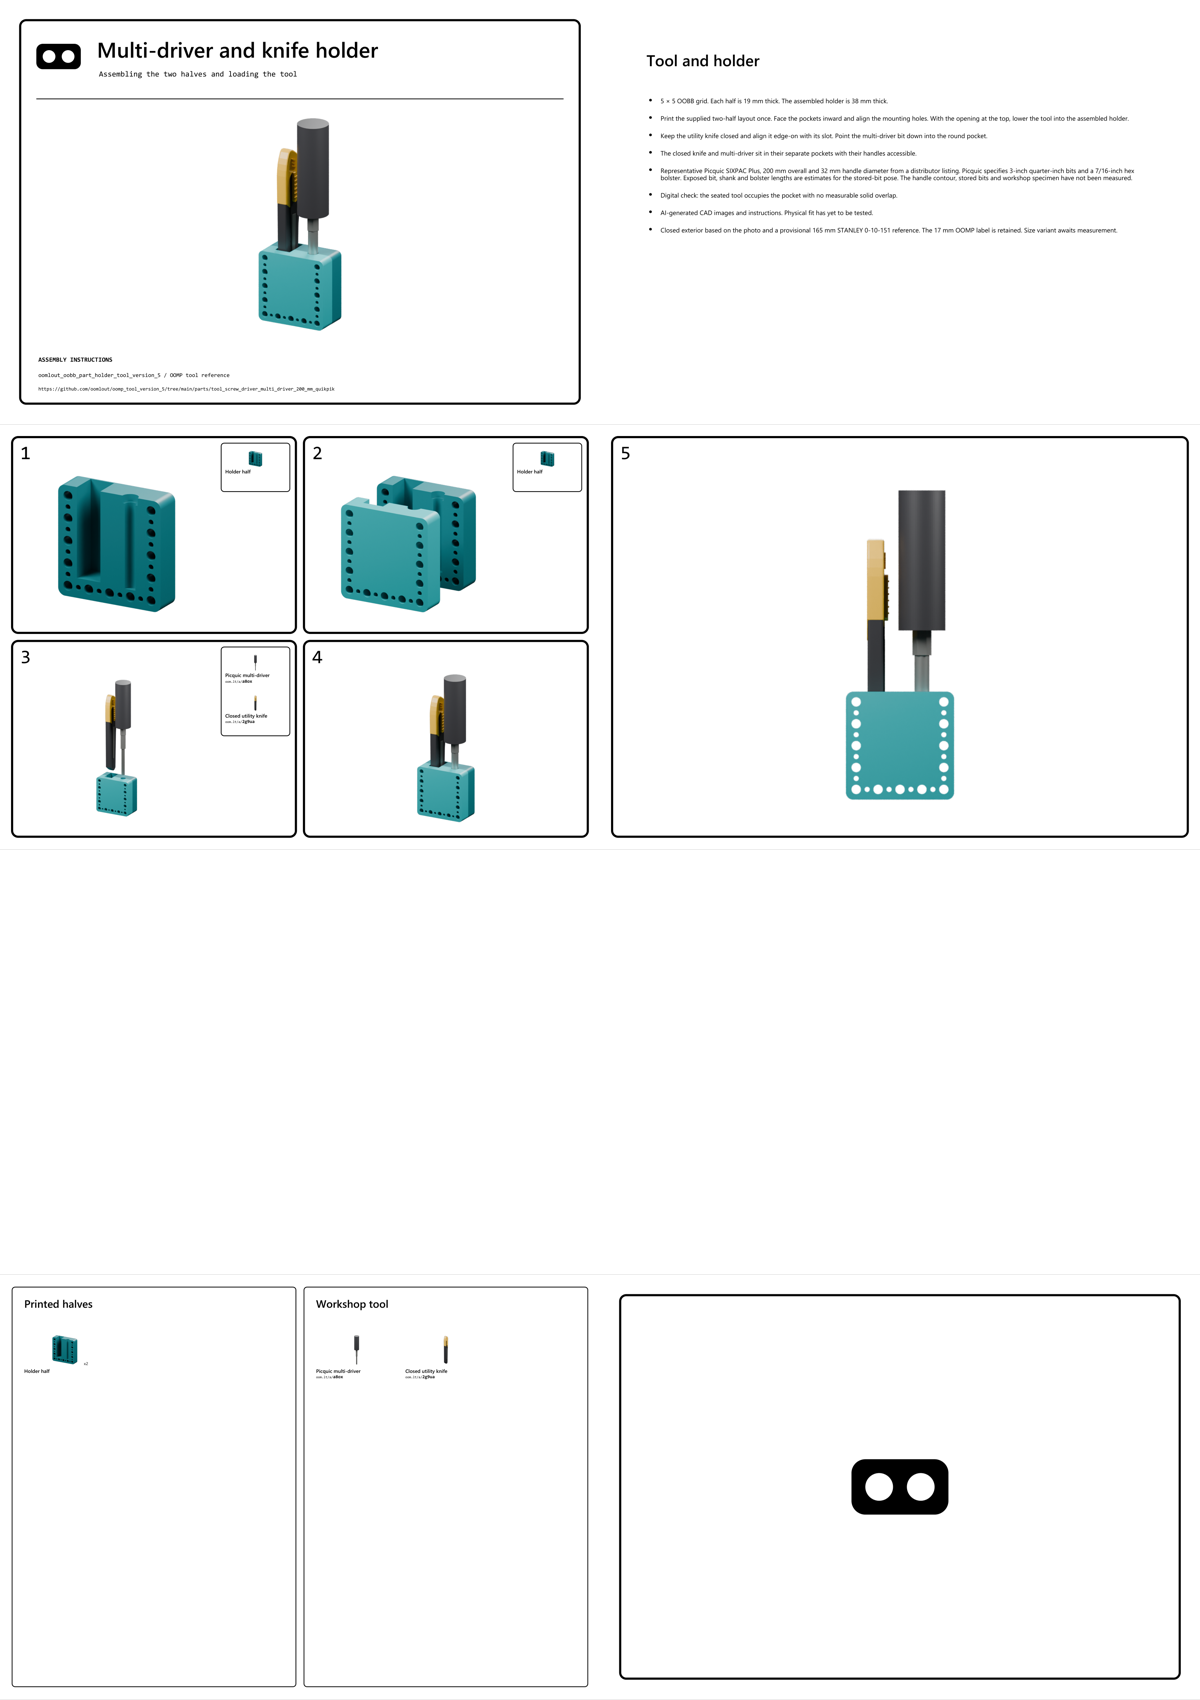 Multi-driver and knife holder
Assembling the two halves and loading the tool
ASSEMBLY INSTRUCTIONS
oomlout_oobb_part_holder_tool_version_5 / OOMP tool reference
https://github.com/oomlout/oomp_tool_version_5/tree/main/parts/tool_screw_driver_multi_driver_200_mm_quikpik
Tool and holder
• 5 × 5 OOBB grid. Each half is 19 mm thick. The assembled holder is 38 mm thick.
• Print the supplied two-half layout once. Face the pockets inward and align the mounting holes. With the opening at the top, lower the tool into the assembled holder.
• Keep the utility knife closed and align it edge-on with its slot. Point the multi-driver bit down into the round pocket.
• The closed knife and multi-driver sit in their separate pockets with their handles accessible.
• Representative Picquic SIXPAC Plus, 200 mm overall and 32 mm handle diameter from a distributor listing. Picquic specifies 3-inch quarter-inch bits and a 7/16-inch hex
bolster. Exposed bit, shank and bolster lengths are estimates for the stored-bit pose. The handle contour, stored bits and workshop specimen have not been measured.
• Digital check: the seated tool occupies the pocket with no measurable solid overlap.
• AI-generated CAD images and instructions. Physical fit has yet to be tested.
• Closed exterior based on the photo and a provisional 165 mm STANLEY 0-10-151 reference. The 17 mm OOMP label is retained. Size variant awaits measurement.
1
Holder half
2
Holder half
3
Picquic multi-driver
oom.lt/a/a8ox
Closed utility knife
oom.lt/a/2g9ua
4
5
Printed halves
x2
Holder half
Workshop tool
Picquic multi-driver
oom.lt/a/a8ox
Closed utility knife
oom.lt/a/2g9ua